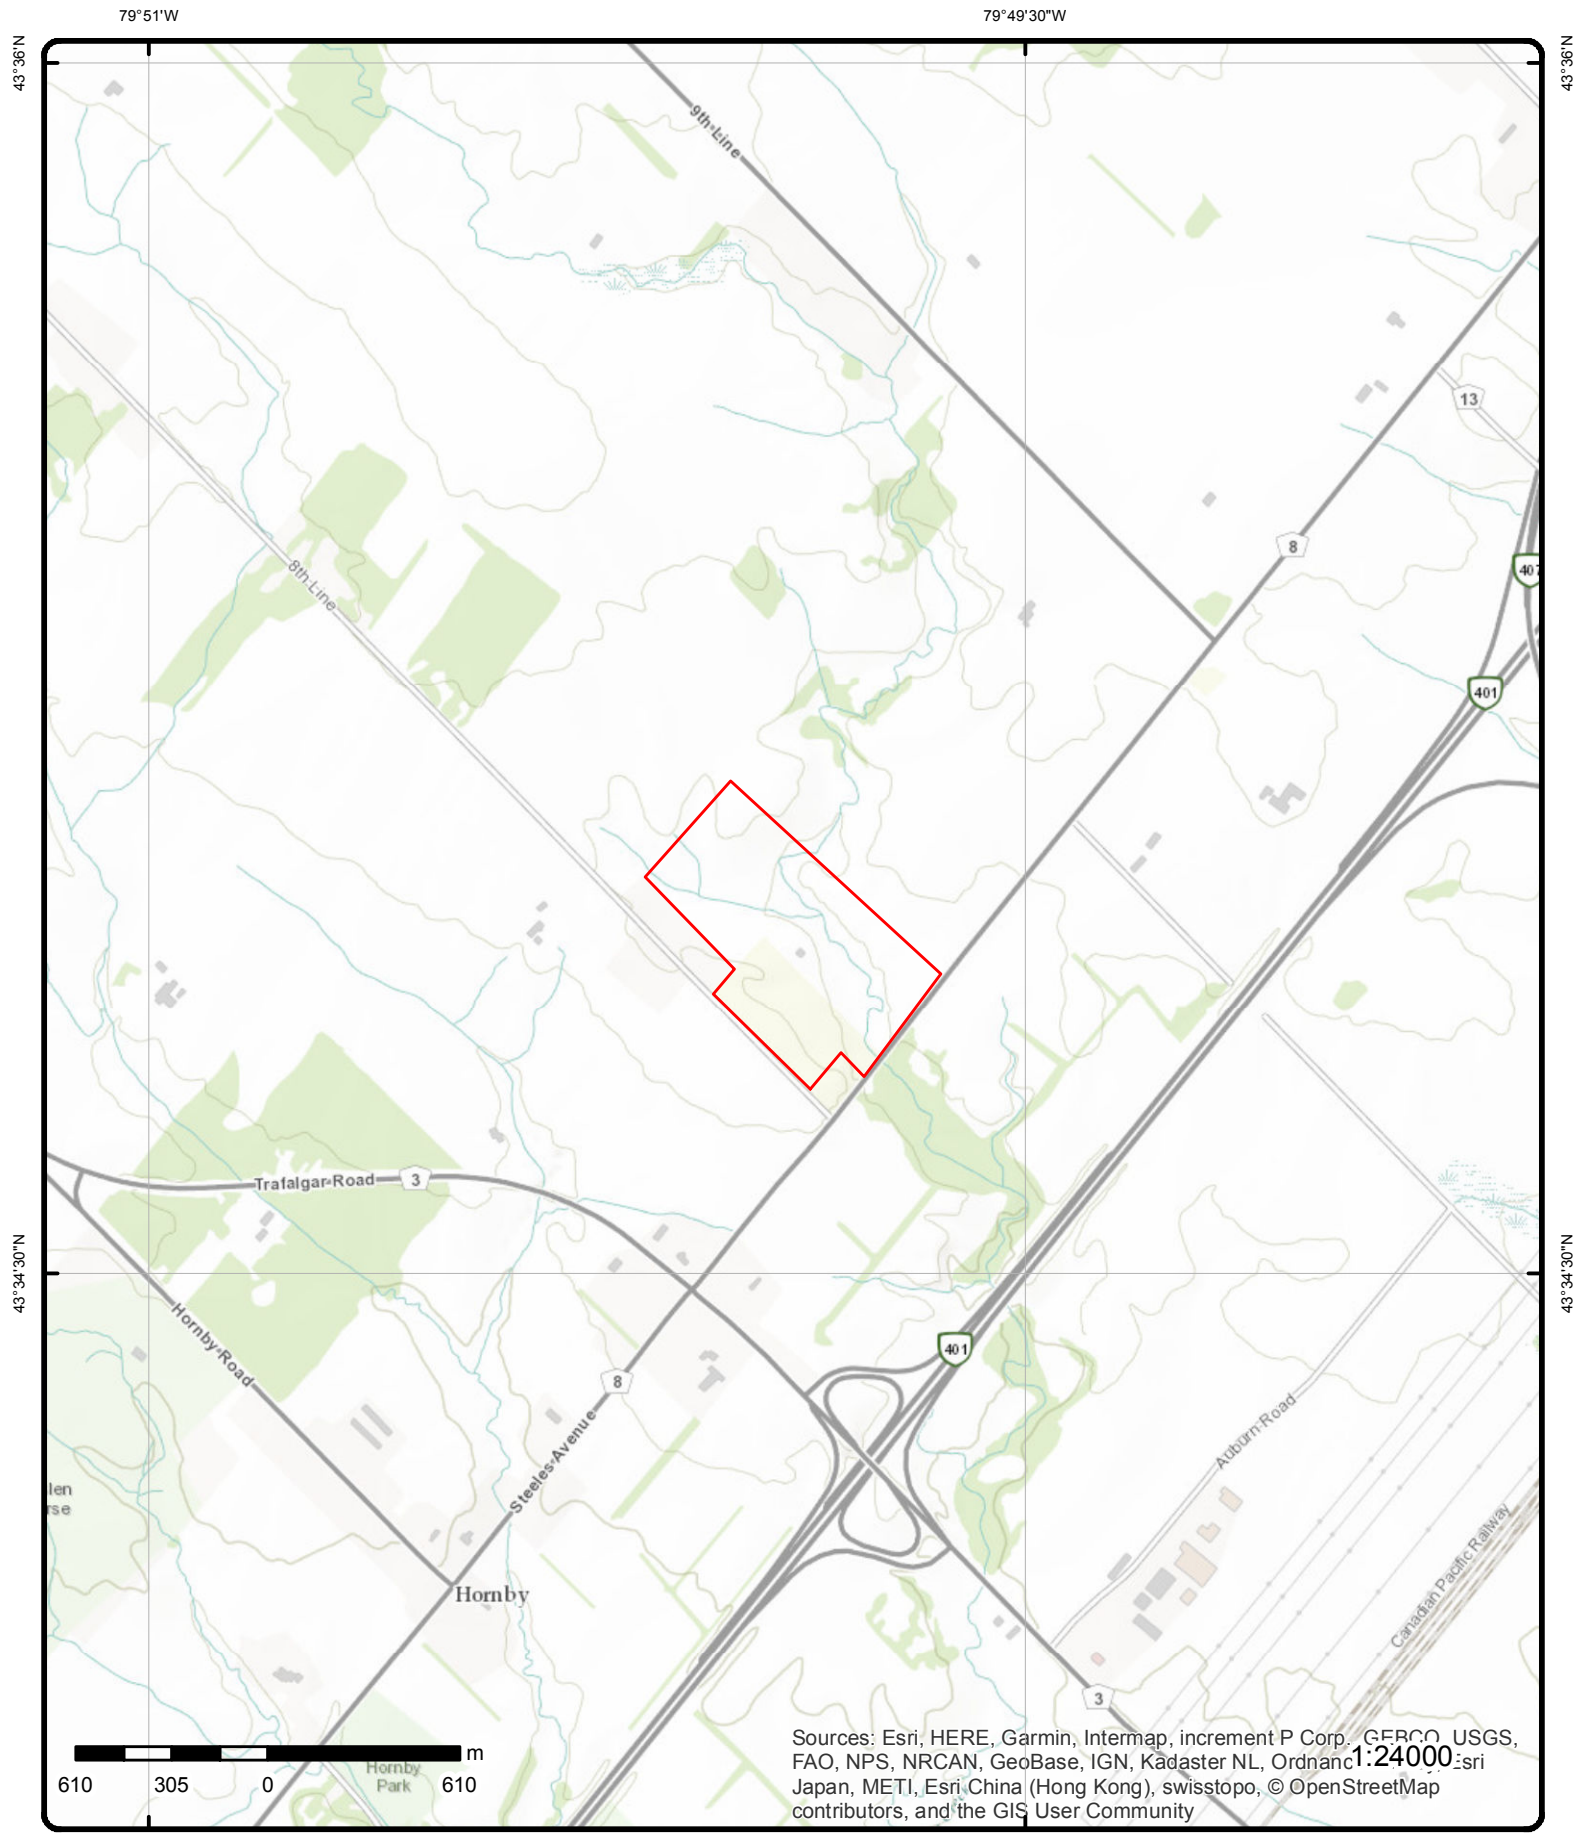 79°51'W
79°49'30"W
43°36'N
43°36'N
9th Line
13
8
407
8th Line
401
Trafalgar Road
3
43°34'30"N
43°34'30"N
Hornby Road
401
8
Steeles Avenue
Auburn Road
len
rse
Canadian Pacific Railway
Hornby
3
Sources: Esri, HERE, Garmin, Intermap, increment P Corp., GEBCO, USGS,
FAO, NPS, NRCAN, GeoBase, IGN, Kadaster NL, Esri
1:24000
Japan, METI, Esri China (Hong Kong), swisstopo, © OpenStreetMap
contributors, and the GIS User Community
m
610 305 0 610
Hornby
Park